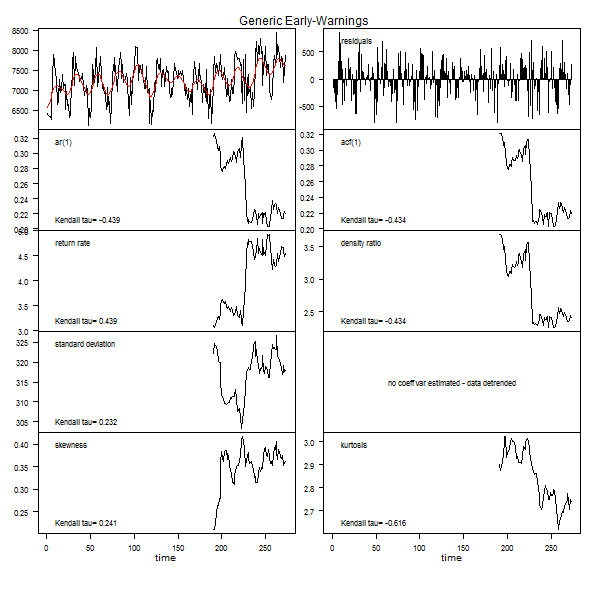 Generic Early-Warnings
8500
8000
7500
7000
6500
residuals
500
0
-500
ar(1)
0.32
0.30
0.28
0.26
0.24
0.22
0.20
Kendall tau= -0.439
acf(1)
0.32
0.30
0.28
0.26
0.24
0.22
0.20
Kendall tau= -0.434
return rate
5.0
4.5
4.0
3.5
3.0
Kendall tau= 0.439
density ratio
3.5
3.0
2.5
Kendall tau= -0.434
standard deviation
325
320
315
310
305
Kendall tau= 0.232
no coeff var estimated - data detrended
skewness
0.40
0.35
0.30
0.25
Kendall tau= 0.241
kurtosis
3.0
2.9
2.8
2.7
Kendall tau= -0.616
0 50 100 150 200 250
time
0 50 100 150 200 250
time